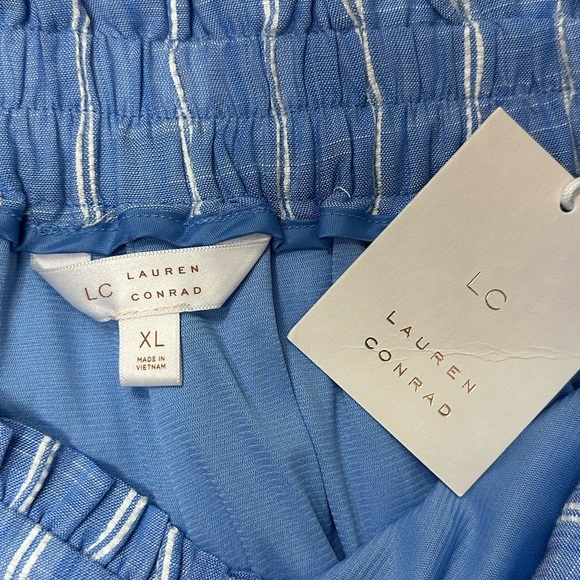 LC LAUREN
CONRAD
XL
MADE IN
VIETNAM
LC
LAUREN
CONRAD